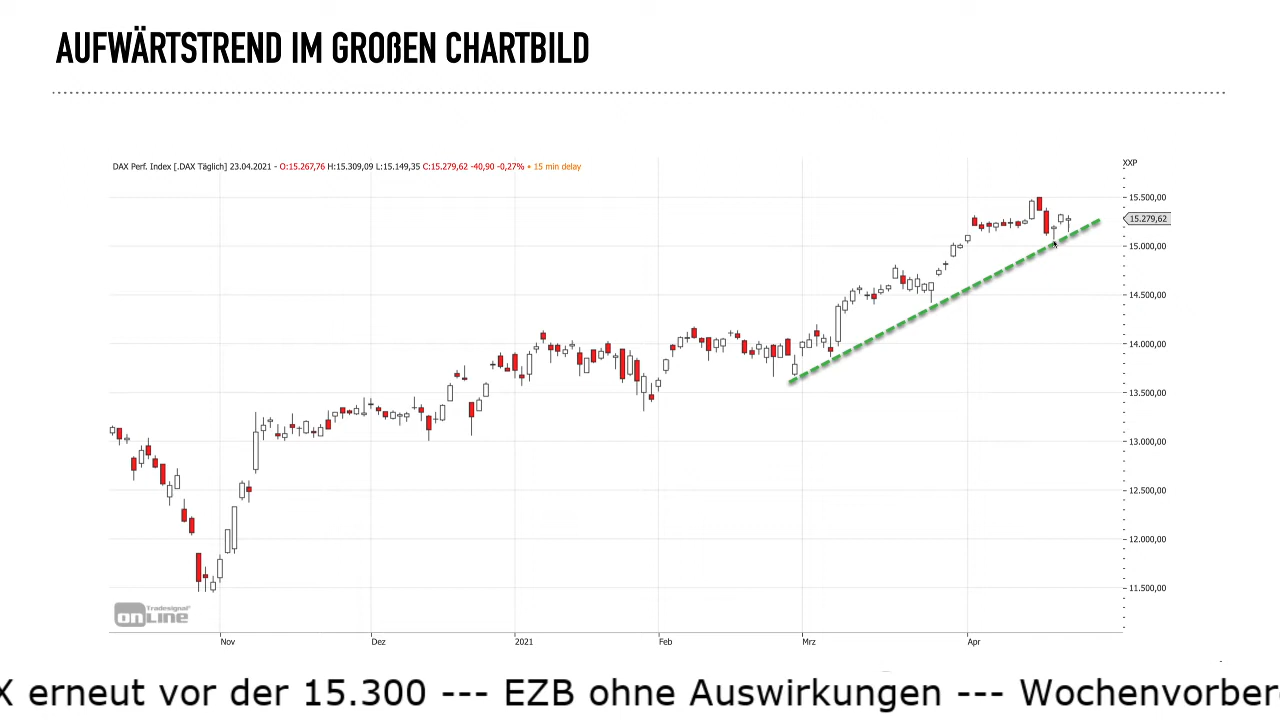 AUFWÄRTSTREND IM GROßEN CHARTBILD
DAX Perf. Index [.DAX Täglich] 23.04.2021 - O:15.267,76 H:15.309,09 L:15.149,35 C:15.279,62 -40,90 -0,27% • 15 min delay
XXP
15.500,00
15.279,62
15.000,00
14.500,00
14.000,00
13.500,00
13.000,00
12.500,00
12.000,00
11.500,00
Tradesignal®
onLine
Nov Dez 2021 Feb Mrz Apr
X erneut vor der 15.300 --- EZB ohne Auswirkungen --- Wochenvorbere